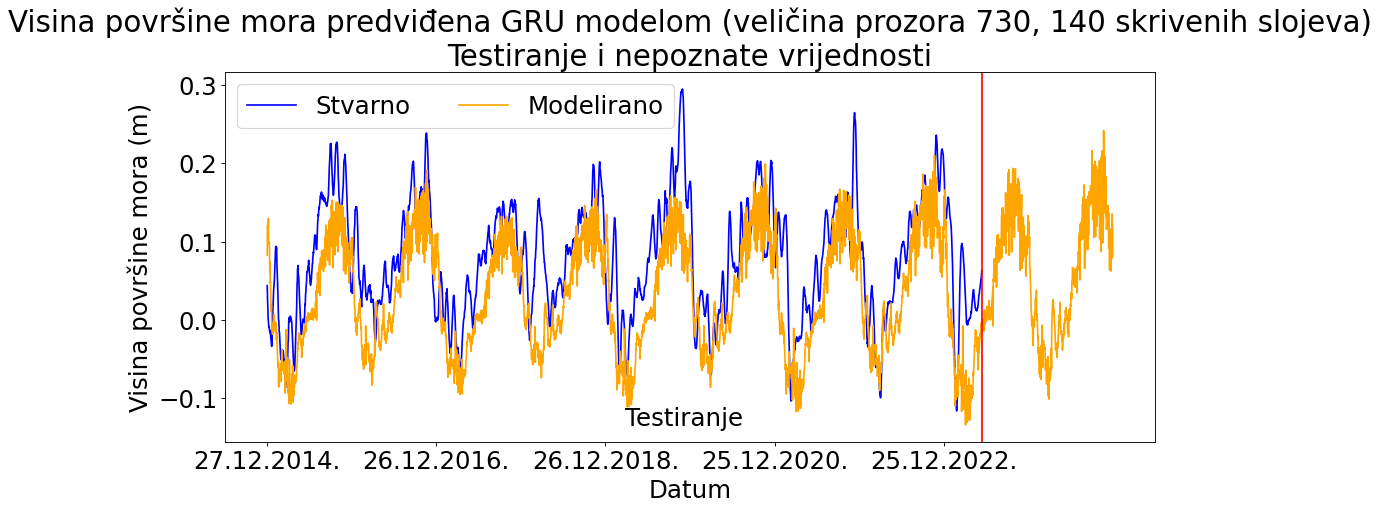 Visina površine mora predviđena GRU modelom (veličina prozora 730, 140 skrivenih slojeva)
Testiranje i nepoznate vrijednosti
Stvarno
Modelirano
Visina površine mora (m)
0.3
0.2
0.1
0.0
−0.1
Testiranje
27.12.2014.
26.12.2016.
26.12.2018.
25.12.2020.
25.12.2022.
Datum